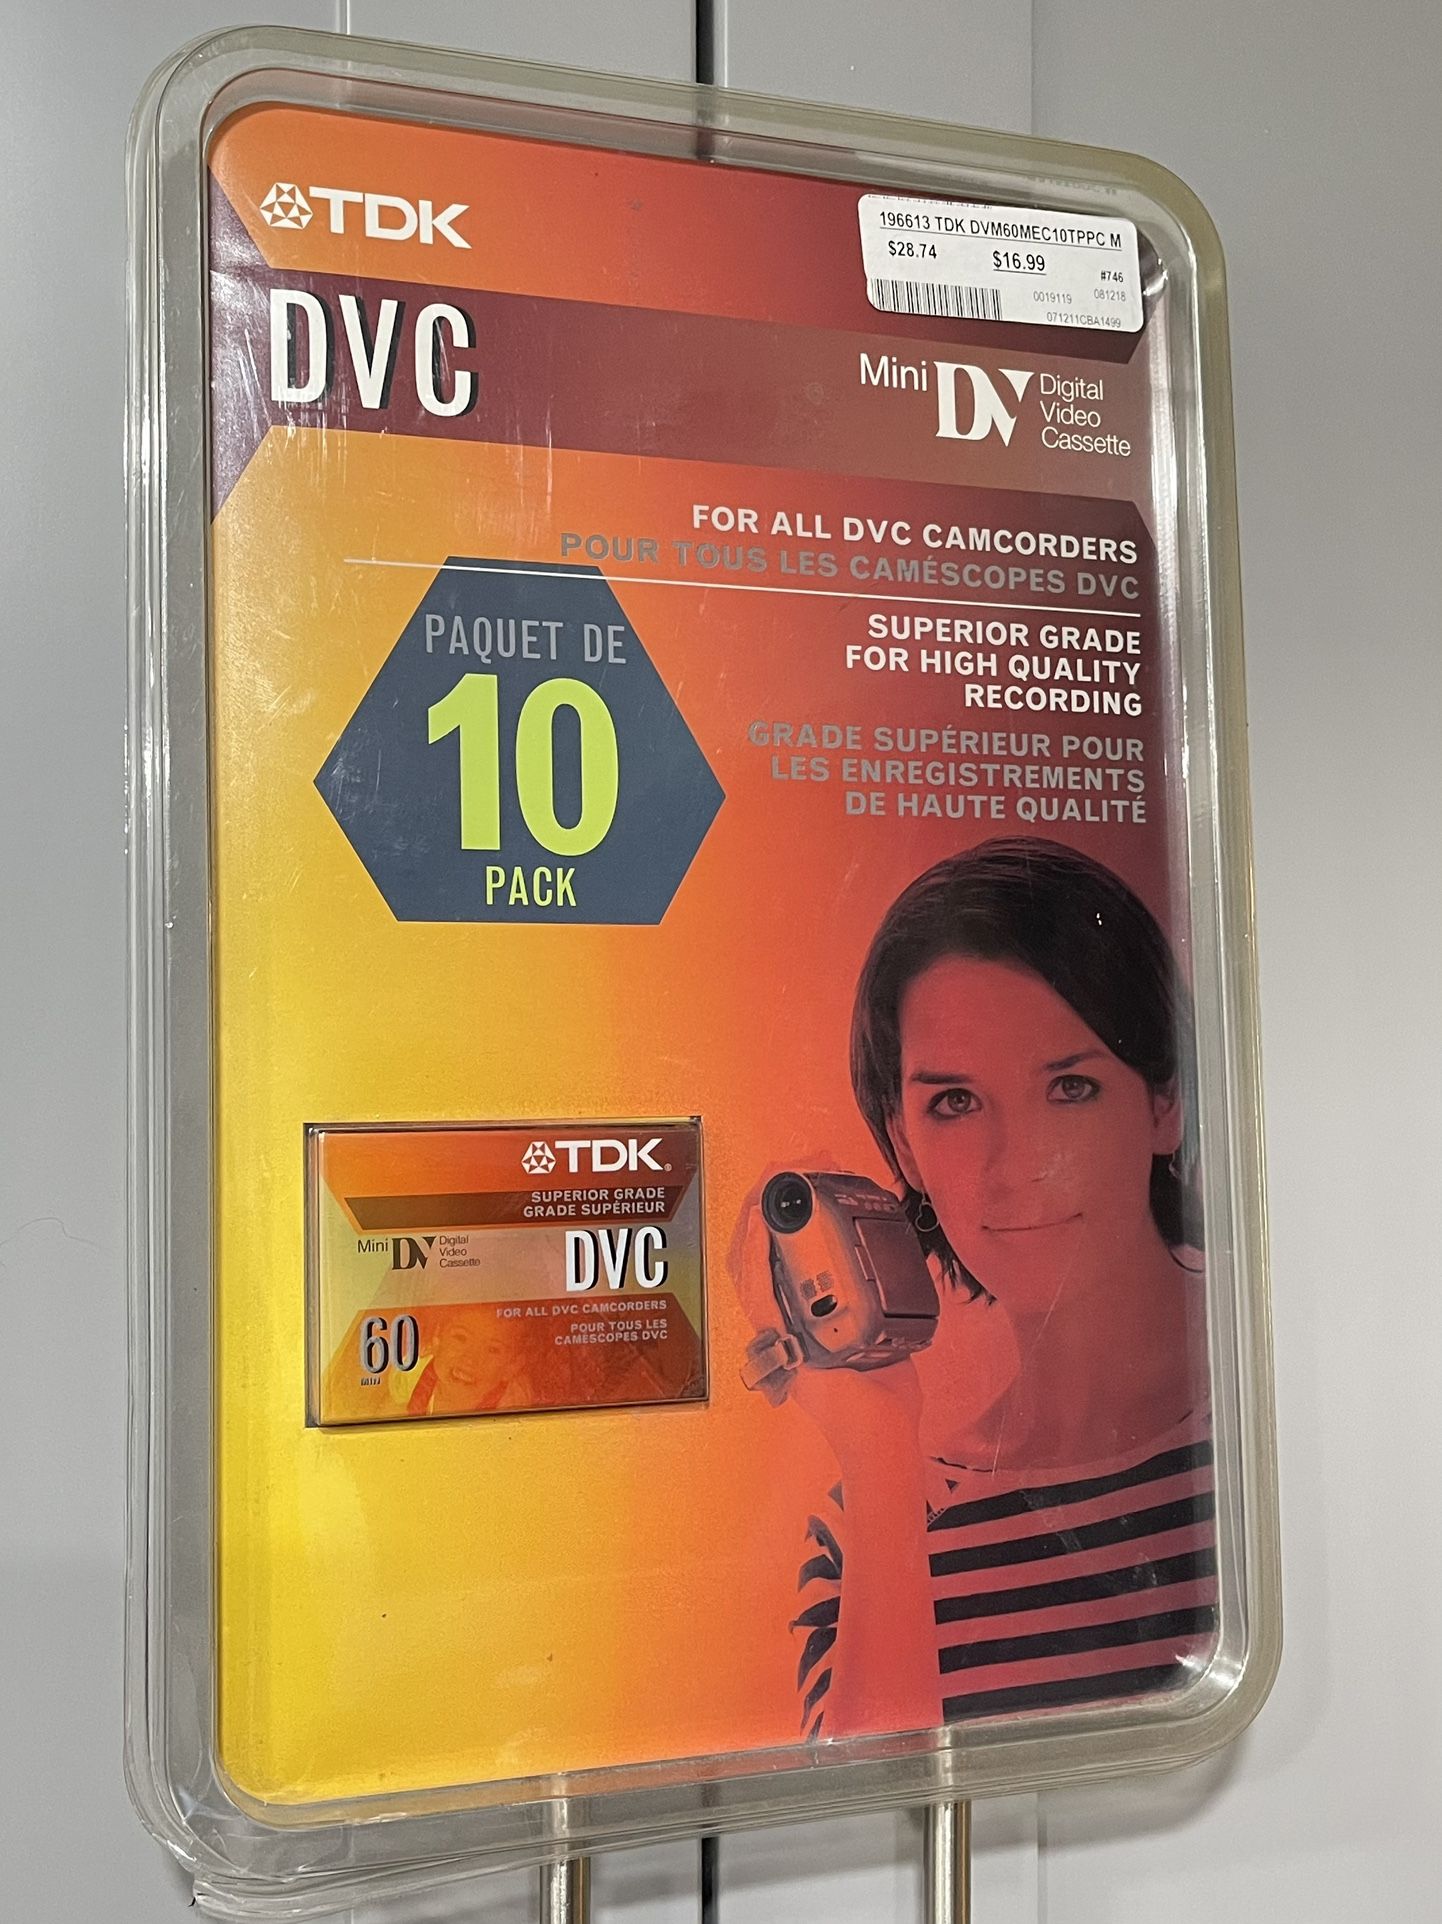 TDK
196613 TDK DVM60MEC10TPPC M
$28.74 $16.99
#746
0019119 081218
071211CBA1499
DVC
Mini DV Digital
Video
Cassette
FOR ALL DVC CAMCORDERS
POUR TOUS LES CAMÉSCOPES DVC
SUPERIOR GRADE
FOR HIGH QUALITY
RECORDING
GRADE SUPÉRIEUR POUR
LES ENREGISTREMENTS
DE HAUTE QUALITÉ
PAQUET DE
10
PACK
TDK®
SUPERIOR GRADE
GRADE SUPÉRIEUR
Mini DV Digital
Video
Cassette
DVC
FOR ALL DVC CAMCORDERS
POUR TOUS LES
CAMÉSCOPES DVC
60
min